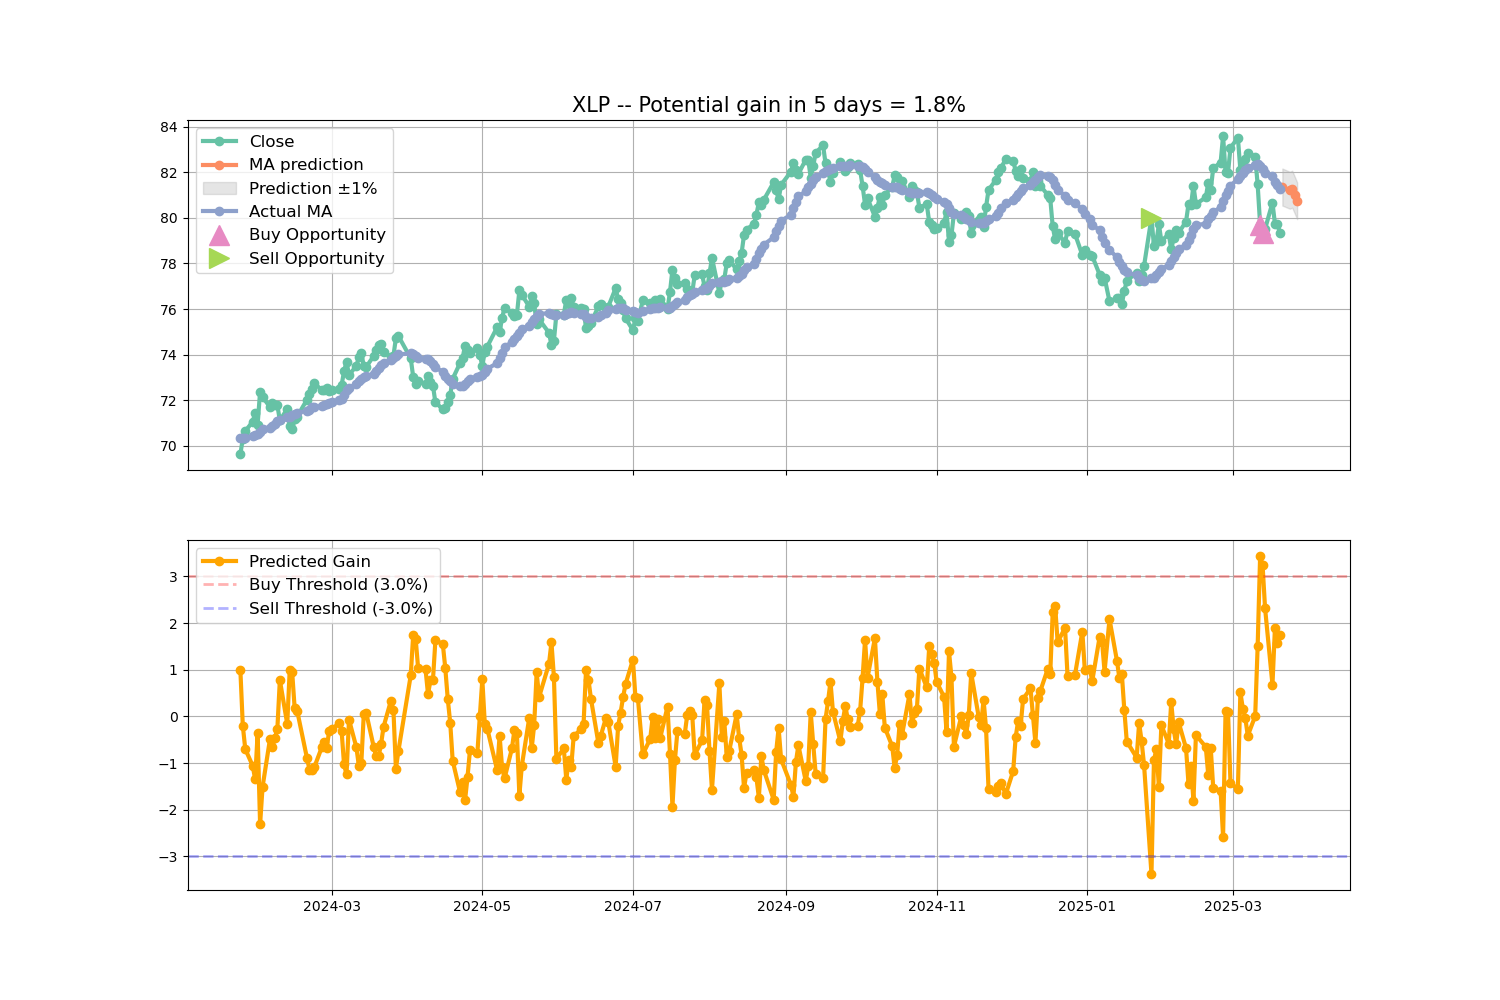 XLP -- Potential gain in 5 days = 1.8%
84
82
80
78
76
74
72
70
Close
MA prediction
Prediction ±1%
Actual MA
Buy Opportunity
Sell Opportunity
3
2
1
0
−1
−2
−3
Predicted Gain
Buy Threshold (3.0%)
Sell Threshold (-3.0%)
2024-03 2024-05 2024-07 2024-09 2024-11 2025-01 2025-03